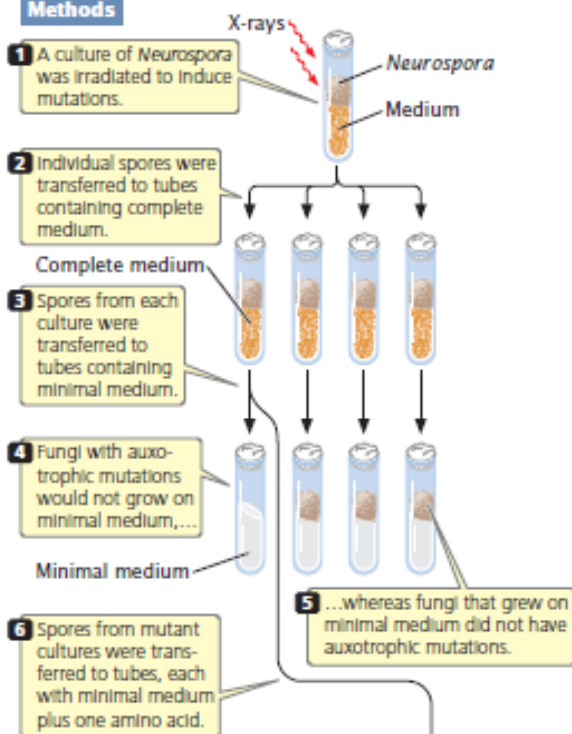 Methods
X-rays
1 A culture of Neurospora
was irradiated to induce
mutations.
Neurospora
Medium
2 Individual spores were
transferred to tubes
containing complete
medium.
Complete medium
3 Spores from each
culture were
transferred to
tubes containing
minimal medium.
4 Fungi with auxo-
trophic mutations
would not grow on
minimal medium,...
Minimal medium
5 ...whereas fungi that grew on
minimal medium did not have
auxotrophic mutations.
6 Spores from mutant
cultures were trans-
ferred to tubes, each
with minimal medium
plus one amino acid.